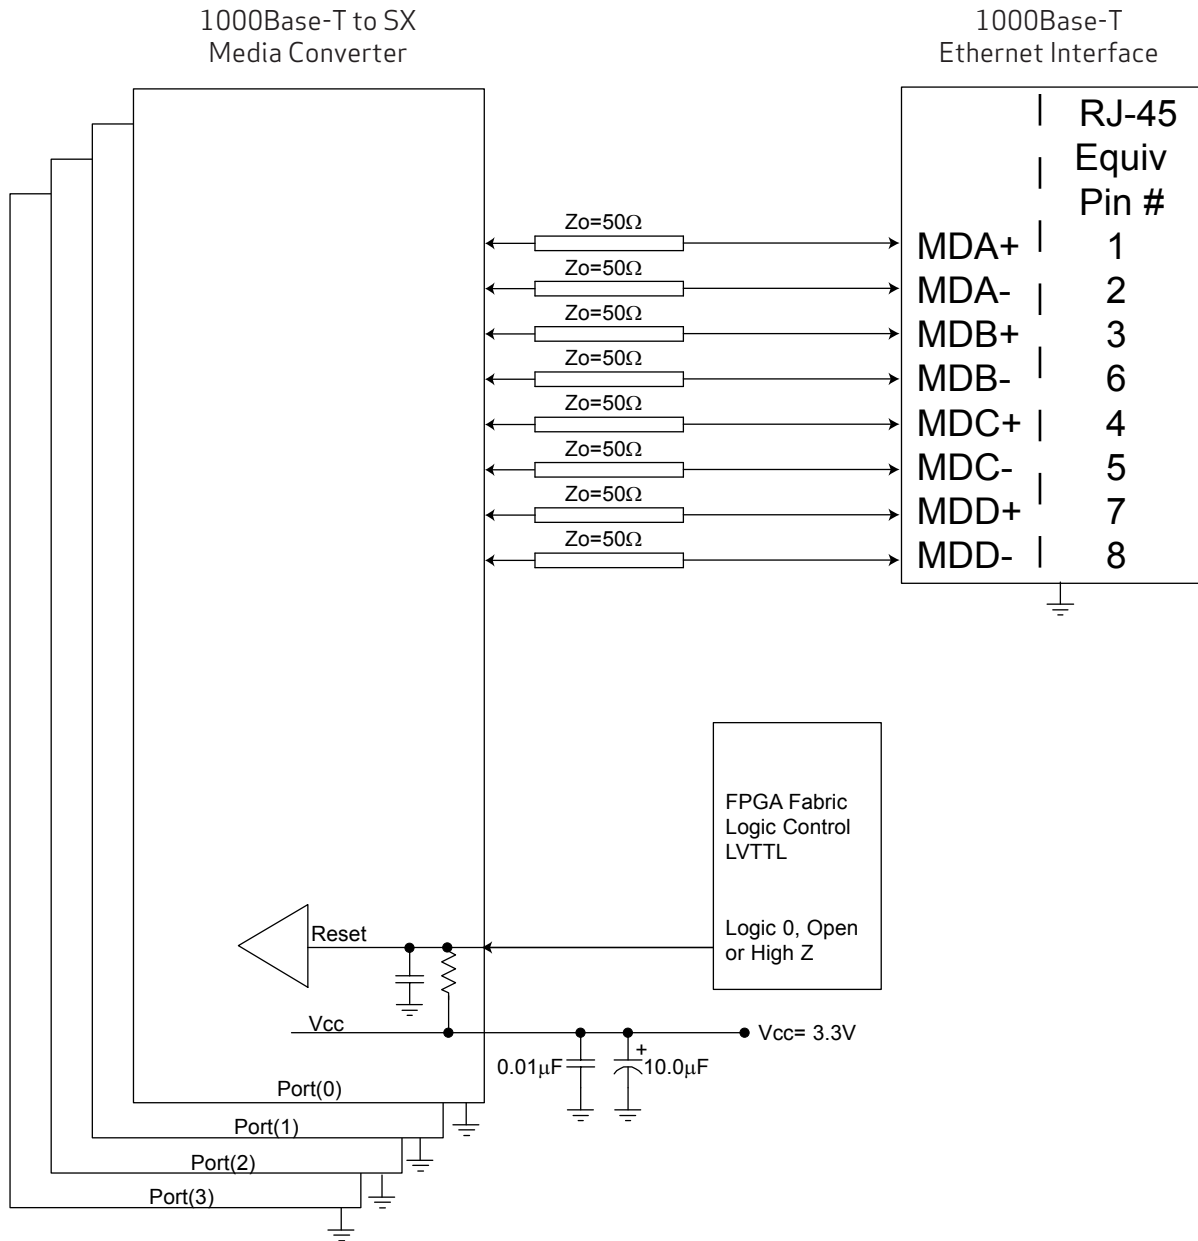 1000Base-T to SX
Media Converter
1000Base-T
Ethernet Interface
RJ-45
Equiv
Pin #
Zo=50Ω
MDA+ 1
Zo=50Ω
MDA- 2
Zo=50Ω
MDB+ 3
Zo=50Ω
MDB- 6
Zo=50Ω
MDC+ 4
Zo=50Ω
MDC- 5
Zo=50Ω
MDD+ 7
Zo=50Ω
MDD- 8
FPGA Fabric
Logic Control
LVTTL
Logic 0, Open
or High Z
Reset
Vcc
Vcc= 3.3V
0.01μF
+
10.0μF
Port(0)
Port(1)
Port(2)
Port(3)